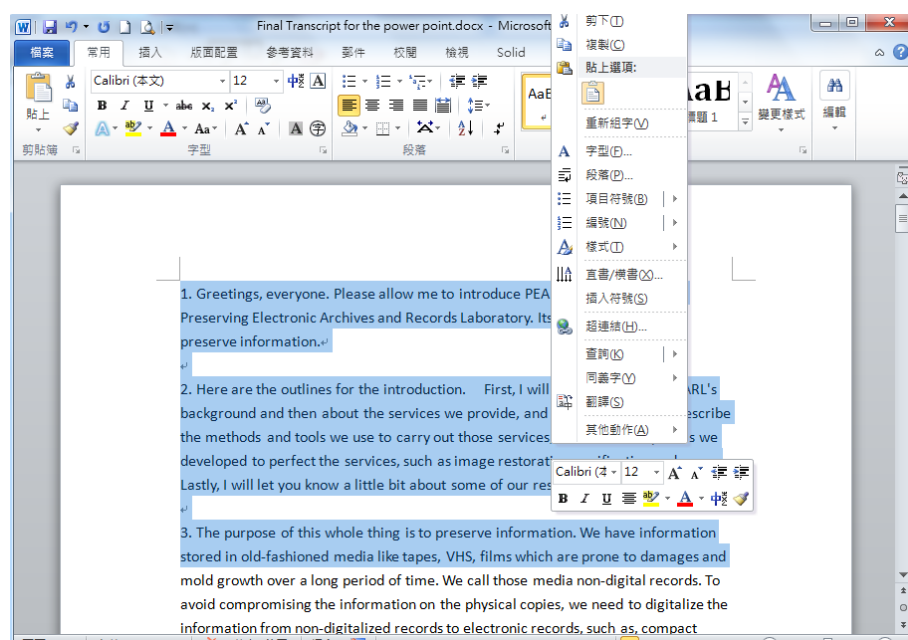 Final Transcript for the power point.docx - Microsoft
檔案 常用 插入 版面配置 參考資料 郵件 校閱 檢視 Solid
貼上
剪貼簿
Calibri (本文) 12
B I U abc x₂ x²
Aa A A A
字型
段落
AaB
AaB
標題 1
變更樣式
編輯
剪下(T)
複製(C)
貼上選項:
重新組字(V)
字型(F)...
段落(P)...
項目符號(B)
編號(N)
樣式(T)
直書/橫書(X)...
插入符號(S)
超連結(H)...
查詢(K)
同義字(Y)
翻譯(S)
其他動作(A)
Calibri (本 12 A A
B I U A
1. Greetings, everyone. Please allow me to introduce PEA
Preserving Electronic Archives and Records Laboratory. Its
preserve information.
2. Here are the outlines for the introduction. First, I will ARL's
background and then about the services we provide, and escribe
the methods and tools we use to carry out those services, s we
developed to perfect the services, such as image restorati
Lastly, I will let you know a little bit about some of our res
3. The purpose of this whole thing is to preserve information. We have information
stored in old-fashioned media like tapes, VHS, films which are prone to damages and
mold growth over a long period of time. We call those media non-digital records. To
avoid compromising the information on the physical copies, we need to digitalize the
information from non-digitalized records to electronic records, such as, compact